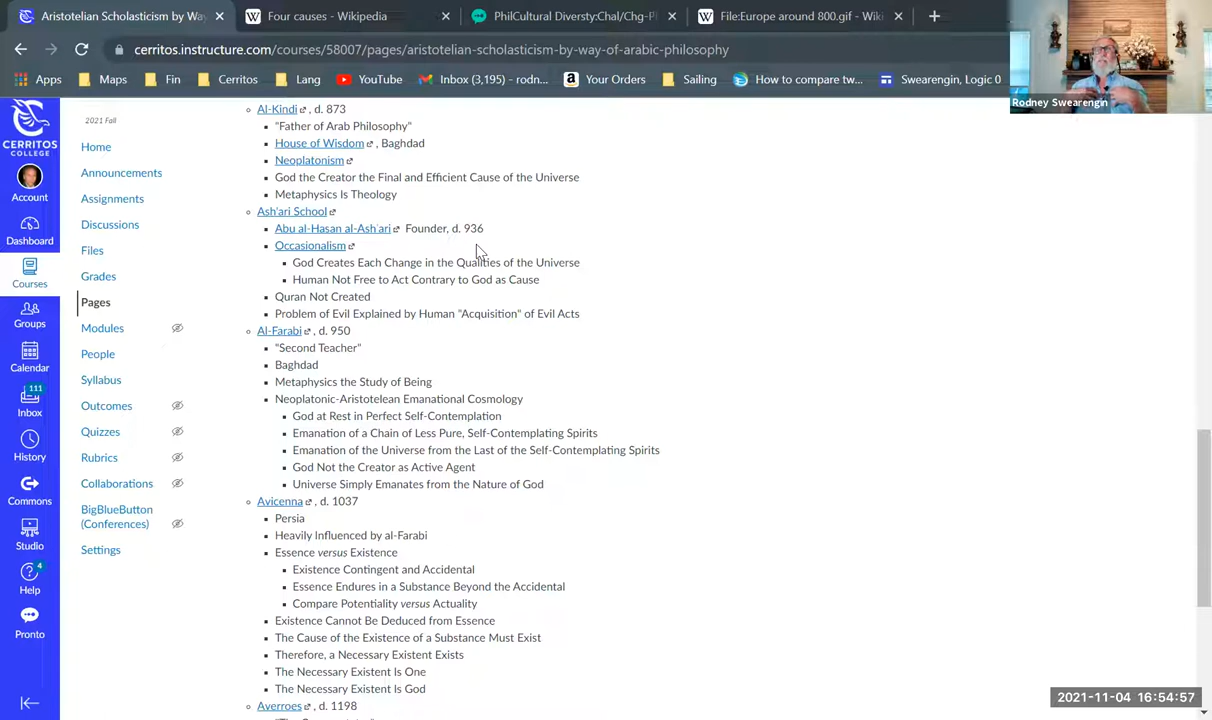 Aristotelian Scholasticism by Wa
Four causes - Wikipedia
PhilCultural Diversty:Chal/Chg-P
File:Europe around 800.gif - Wiki
cerritos.instructure.com/courses/58007/pages/aristotelian-scholasticism-by-way-of-arabic-philosophy
Apps
Maps
Fin
Cerritos
Lang
YouTube
Inbox (3,195) - rodn...
Your Orders
Sailing
How to compare tw...
Swearengin, Logic 0
Rodney Swearengin
CERRITOS
COLLEGE
Account
Dashboard
Courses
Groups
Calendar
111
Inbox
History
Commons
Studio
4
Help
Pronto
2021 Fall
Home
Announcements
Assignments
Discussions
Files
Grades
Pages
Modules
People
Syllabus
Outcomes
Quizzes
Rubrics
Collaborations
BigBlueButton
(Conferences)
Settings
Al-Kindi , d. 873
"Father of Arab Philosophy"
House of Wisdom , Baghdad
Neoplatonism
God the Creator the Final and Efficient Cause of the Universe
Metaphysics Is Theology
Ash'ari School
Abu al-Hasan al-Ash'ari Founder, d. 936
Occasionalism
God Creates Each Change in the Qualities of the Universe
Human Not Free to Act Contrary to God as Cause
Quran Not Created
Problem of Evil Explained by Human "Acquisition" of Evil Acts
Al-Farabi , d. 950
"Second Teacher"
Baghdad
Metaphysics the Study of Being
Neoplatonic-Aristotelean Emanational Cosmology
God at Rest in Perfect Self-Contemplation
Emanation of a Chain of Less Pure, Self-Contemplating Spirits
Emanation of the Universe from the Last of the Self-Contemplating Spirits
God Not the Creator as Active Agent
Universe Simply Emanates from the Nature of God
Avicenna , d. 1037
Persia
Heavily Influenced by al-Farabi
Essence versus Existence
Existence Contingent and Accidental
Essence Endures in a Substance Beyond the Accidental
Compare Potentiality versus Actuality
Existence Cannot Be Deduced from Essence
The Cause of the Existence of a Substance Must Exist
Therefore, a Necessary Existent Exists
The Necessary Existent Is One
The Necessary Existent Is God
Averroes , d. 1198
2021-11-04 16:54:57